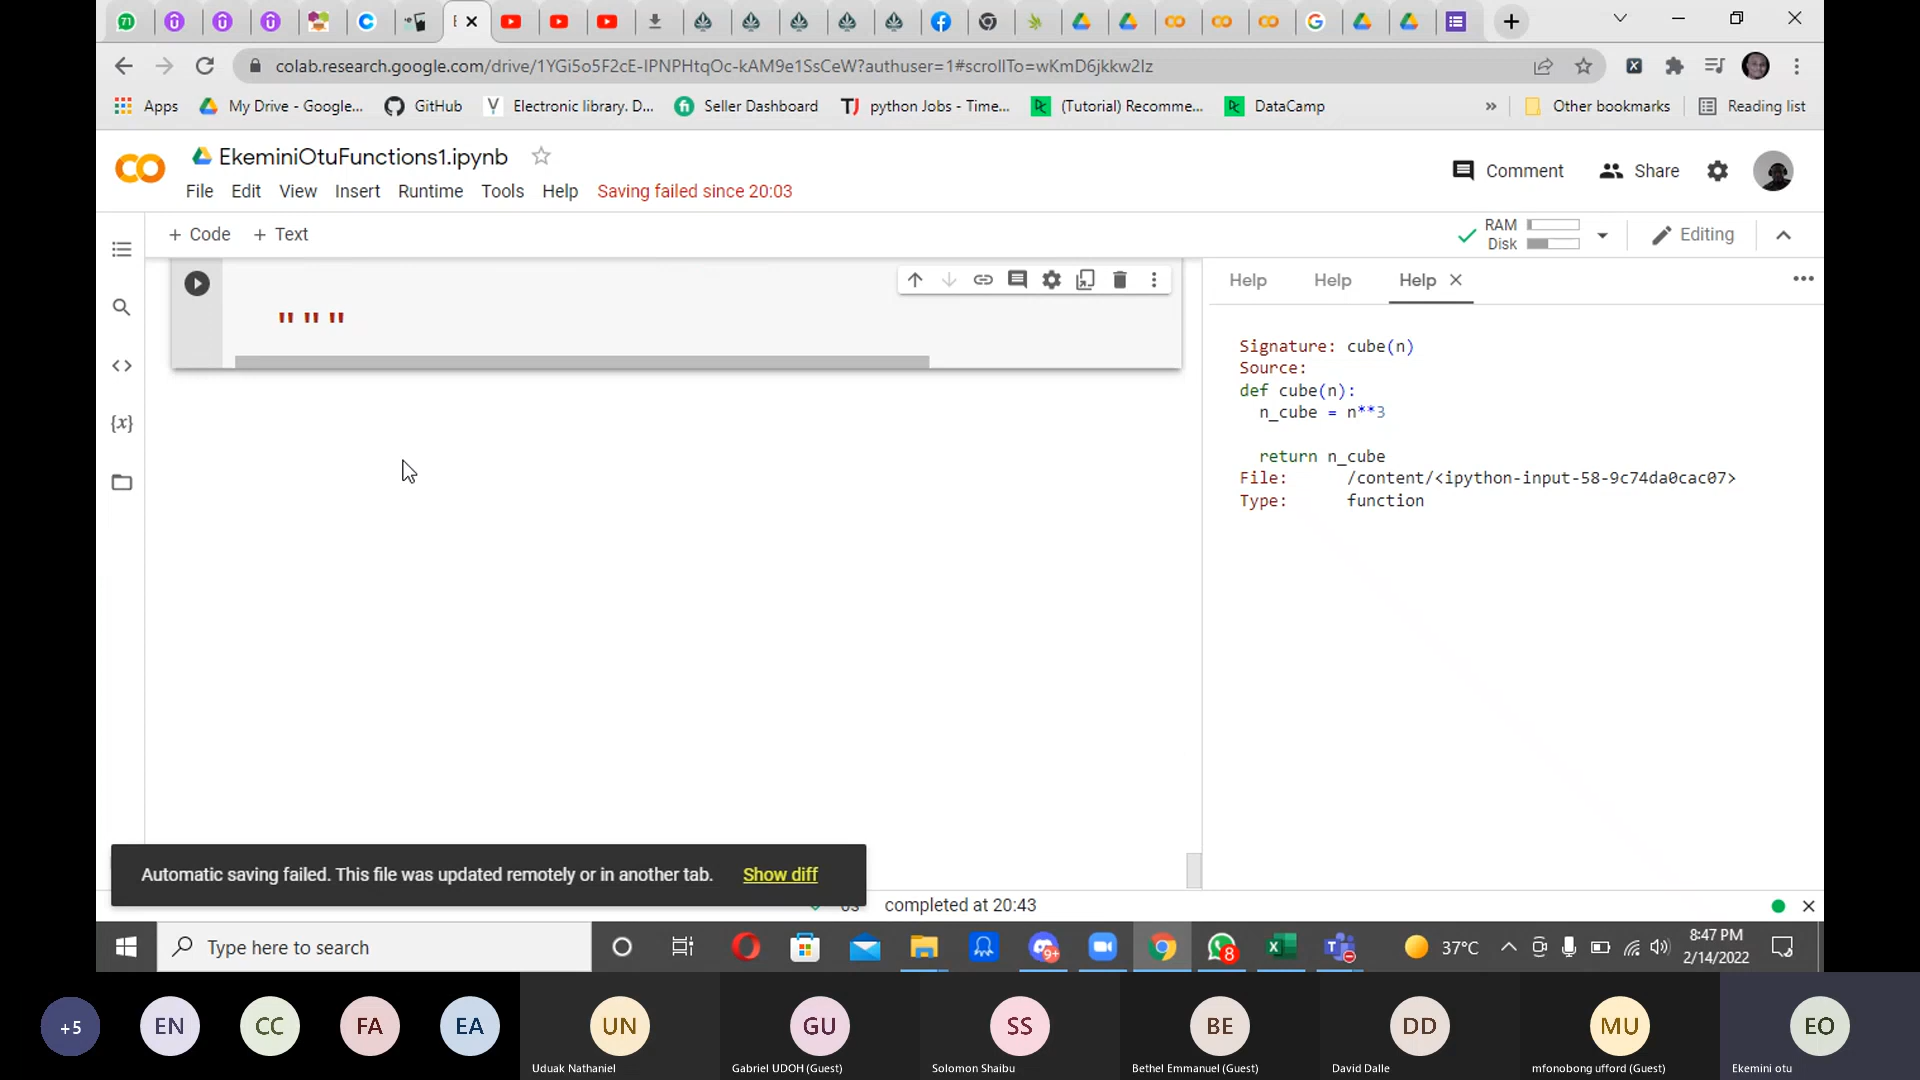 71
colab.research.google.com/drive/1YGi5o5F2cE-IPNPHtqOc-kAM9e1SsCeW?authuser=1#scrollTo=wKmD6jkkw2Iz
Apps My Drive - Google... GitHub Electronic library. D... Seller Dashboard python Jobs - Time... (Tutorial) Recomme... DataCamp » Other bookmarks Reading list
EkeminiOtuFunctions1.ipynb
Comment Share
File Edit View Insert Runtime Tools Help Saving failed since 20:03
+ Code + Text
RAM
Disk
Editing
Help Help Help
"""
Signature: cube(n)
Source:
def cube(n):
n_cube = n**3
return n_cube
File: /content/<ipython-input-58-9c74da0cac07>
Type: function
Automatic saving failed. This file was updated remotely or in another tab. Show diff
completed at 20:43
Type here to search
9+
8
37°C
8:47 PM
2/14/2022
+5 EN CC FA EA UN GU SS BE DD MU EO
Uduak Nathaniel Gabriel UDOH (Guest) Solomon Shaibu Bethel Emmanuel (Guest) David Dalle mfonobong ufford (Guest) Ekemini otu